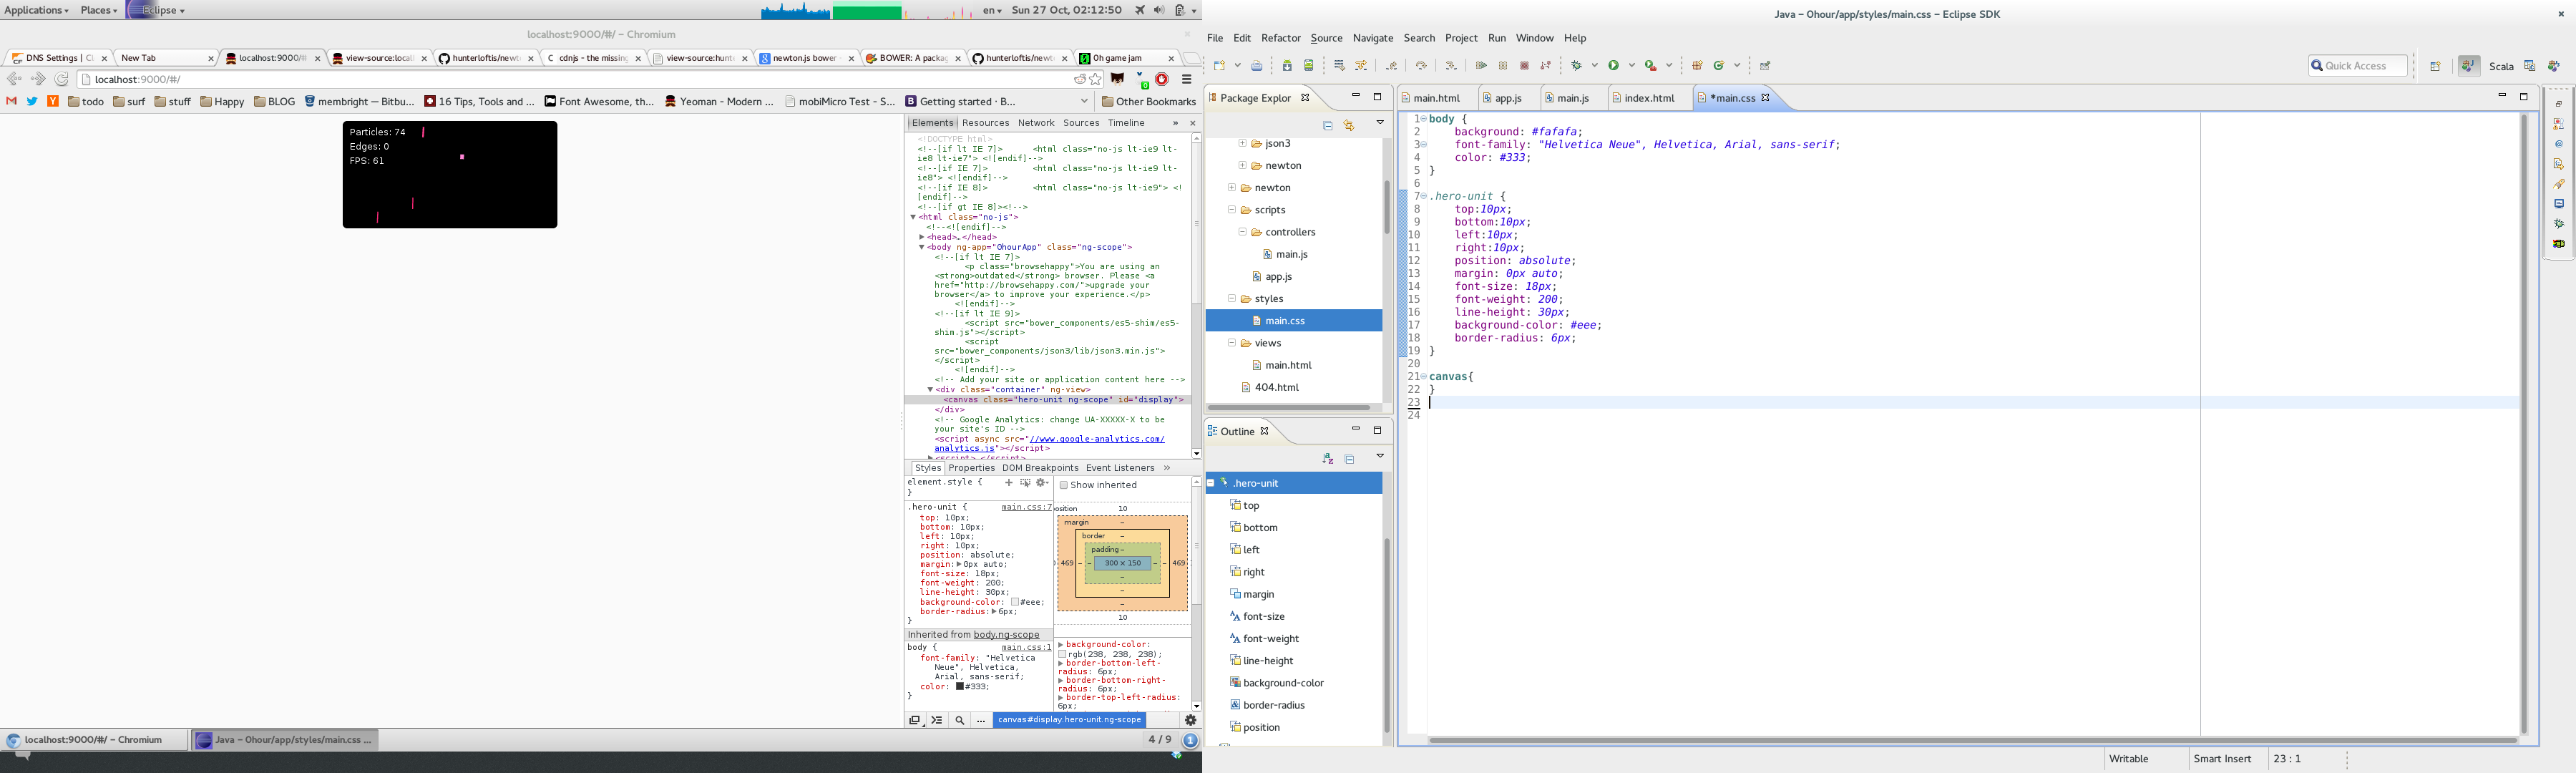 Applications Places Eclipse en Sun 27 Oct, 02:12:50
localhost:9000/#/ – Chromium
DNS Settings | C New Tab localhost:9000/# view-source:local hunterloftis/newt cdnjs - the missing view-source:hunt newton.js bower BOWER: A packag hunterloftis/newt 0h game jam
localhost:9000/#/
todo surf stuff Happy BLOG membright — Bitbu... 16 Tips, Tools and ... Font Awesome, th... Yeoman - Modern ... mobiMicro Test - S... Getting started · B... Other Bookmarks
Particles: 74
Edges: 0
FPS: 61
Elements Resources Network Sources Timeline »
<!DOCTYPE html>
<!--[if lt IE 7]> <html class="no-js lt-ie9 lt-
ie8 lt-ie7"> <![endif]-->
<!--[if IE 7]> <html class="no-js lt-ie9 lt-
ie8"> <![endif]-->
<!--[if IE 8]> <html class="no-js lt-ie9"> <!
[endif]-->
<!--[if gt IE 8]><!-->
<html class="no-js">
<!--<![endif]-->
<head>…</head>
<body ng-app="OhourApp" class="ng-scope">
<!--[if lt IE 7]>
<p class="browsehappy">You are using an
<strong>outdated</strong> browser. Please <a
href="http://browsehappy.com/">upgrade your
browser</a> to improve your experience.</p>
<![endif]-->
<!--[if lt IE 9]>
<script src="bower_components/es5-shim/es5-
shim.js"></script>
<script
src="bower_components/json3/lib/json3.min.js">
</script>
<![endif]-->
<!-- Add your site or application content here -->
<div class="container" ng-view>
<canvas class="hero-unit ng-scope" id="display">
</div>
<!-- Google Analytics: change UA-XXXXX-X to be
your site's ID -->
<script async src="//www.google-analytics.com/
analytics.js"></script>
Styles Properties DOM Breakpoints Event Listeners »
element.style {
}
.hero-unit { main.css:7
top: 10px;
bottom: 10px;
left: 10px;
right: 10px;
position: absolute;
margin: 0px auto;
font-size: 18px;
font-weight: 200;
line-height: 30px;
background-color: #eee;
border-radius: 6px;
}
Inherited from body.ng-scope
body { main.css:1
font-family: "Helvetica
Neue", Helvetica,
Arial, sans-serif;
color: #333;
}
Show inherited
osition 10
margin –
border –
padding –
469 – – 300 × 150 – – 469
–
–
–
10
background-color:
rgb(238, 238, 238);
border-bottom-left-
radius: 6px;
border-bottom-right-
radius: 6px;
border-top-left-radius:
6px;
... canvas#display.hero-unit.ng-scope
localhost:9000/#/ – Chromium Java – Ohour/app/styles/main.css ... 4 / 9 1
Java – Ohour/app/styles/main.css – Eclipse SDK
File Edit Refactor Source Navigate Search Project Run Window Help
Quick Access Scala
Package Explor
json3
newton
newton
scripts
controllers
main.js
app.js
styles
main.css
views
main.html
404.html
Outline
.hero-unit
top
bottom
left
right
margin
font-size
font-weight
line-height
background-color
border-radius
position
main.html app.js main.js index.html *main.css
1 body {
2 background: #fafafa;
3 font-family: "Helvetica Neue", Helvetica, Arial, sans-serif;
4 color: #333;
5 }
6
7 .hero-unit {
8 top:10px;
9 bottom:10px;
10 left:10px;
11 right:10px;
12 position: absolute;
13 margin: 0px auto;
14 font-size: 18px;
15 font-weight: 200;
16 line-height: 30px;
17 background-color: #eee;
18 border-radius: 6px;
19 }
20
21 canvas{
22 }
23
24
Writable Smart Insert 23 : 1